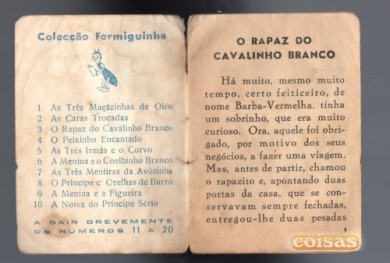 Colecção Formiguinha
1 As Três Maçãzinhas de Oiro
2 As Caras Trocadas
3 O Rapaz do Cavalinho Branco
4 O Peixinho Encantado
5 As Três Irmãs e o Corvo
6 A Menina e o Coelhinho Branco
7 As Três Mentiras da Avòzinha
8 O Príncipe e Orelhas de Burro
9 A Menina e a Figueira
10 A Noiva do Príncipe Sério
A SAIR BREVEMENTE
OS NÚMEROS 11 A 20
O RAPAZ DO
CAVALINHO BRANCO
Há muito, mesmo muito
tempo, certo feiticeiro, de
nome Barba-Vermelha, tinha
um sobrinho, que era muito
curioso. Ora, aquele foi obri-
gado, por motivo dos seus
negócios, a fazer uma viagem.
Mas, antes de partir, chamou
o rapazito e, apontando duas
portas da casa, que se con-
servavam sempre fechadas,
entregou-lhe duas pesadas
1
coisas